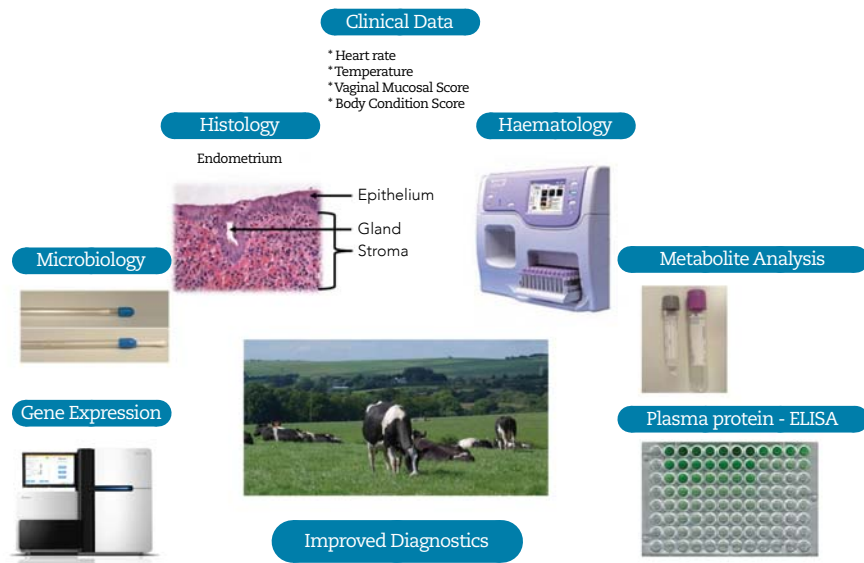 Clinical Data
* Heart rate
* Temperature
* Vaginal Mucosal Score
* Body Condition Score
Histology
Haematology
Endometrium
Epithelium
Gland
Stroma
Microbiology
Metabolite Analysis
Gene Expression
Plasma protein - ELISA
Improved Diagnostics